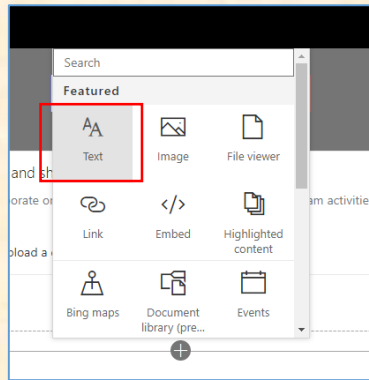 Search
Featured
Text
Image
File viewer
and sh
orate or
am activitie
Link
Embed
Highlighted
content
pload a
Bing maps
Document
library (pre...
Events